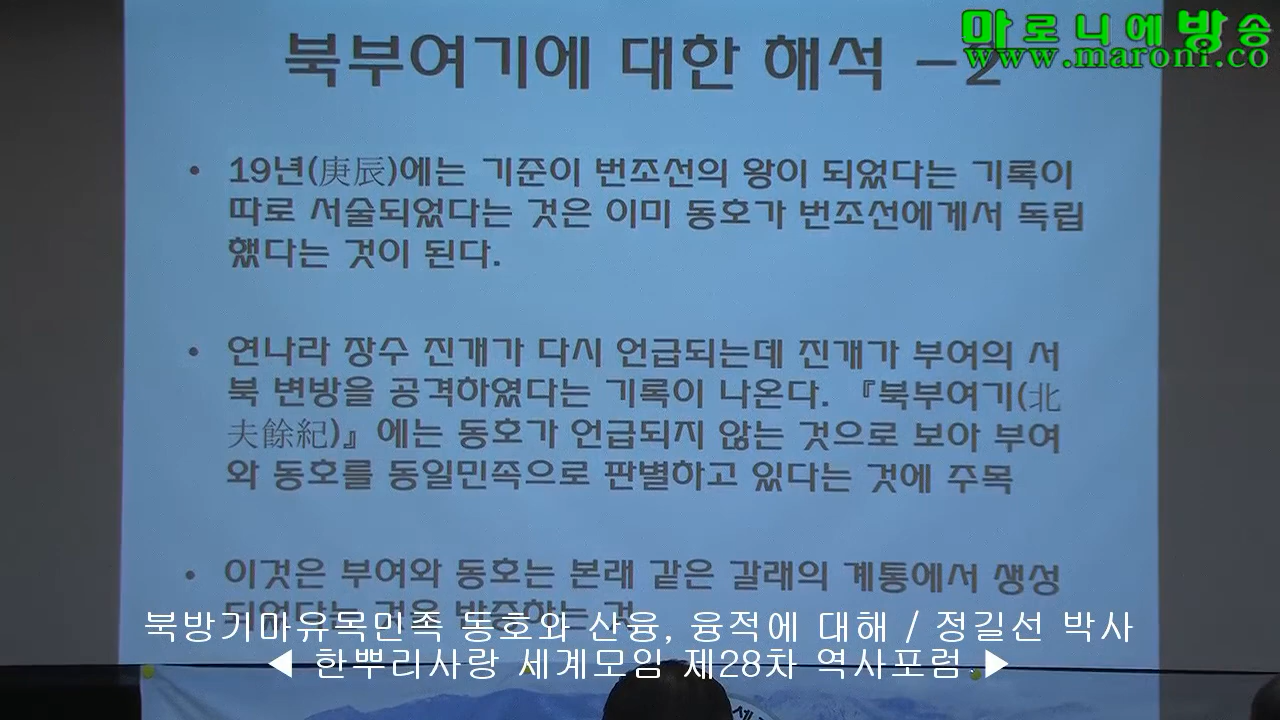 마로니에방송
www.maroni.co
북부여기에 대한 해석 -2
• 19년(庚辰)에는 기준이 번조선의 왕이 되었다는 기록이
따로 서술되었다는 것은 이미 동호가 번조선에게서 독립
했다는 것이 된다.
• 연나라 장수 진개가 다시 언급되는데 진개가 부여의 서
북 변방을 공격하였다는 기록이 나온다. 『북부여기(北
夫餘紀)』에는 동호가 언급되지 않는 것으로 보아 부여
와 동호를 동일민족으로 판별하고 있다는 것에 주목
• 이것은 부여와 동호는 본래 같은 갈래의 계통에서 생성
되었다는 것을 반증하는 것
북방기마유목민족 동호와 산융, 융적에 대해 / 정길선 박사
◀ 한뿌리사랑 세계모임 제28차 역사포럼 ▶